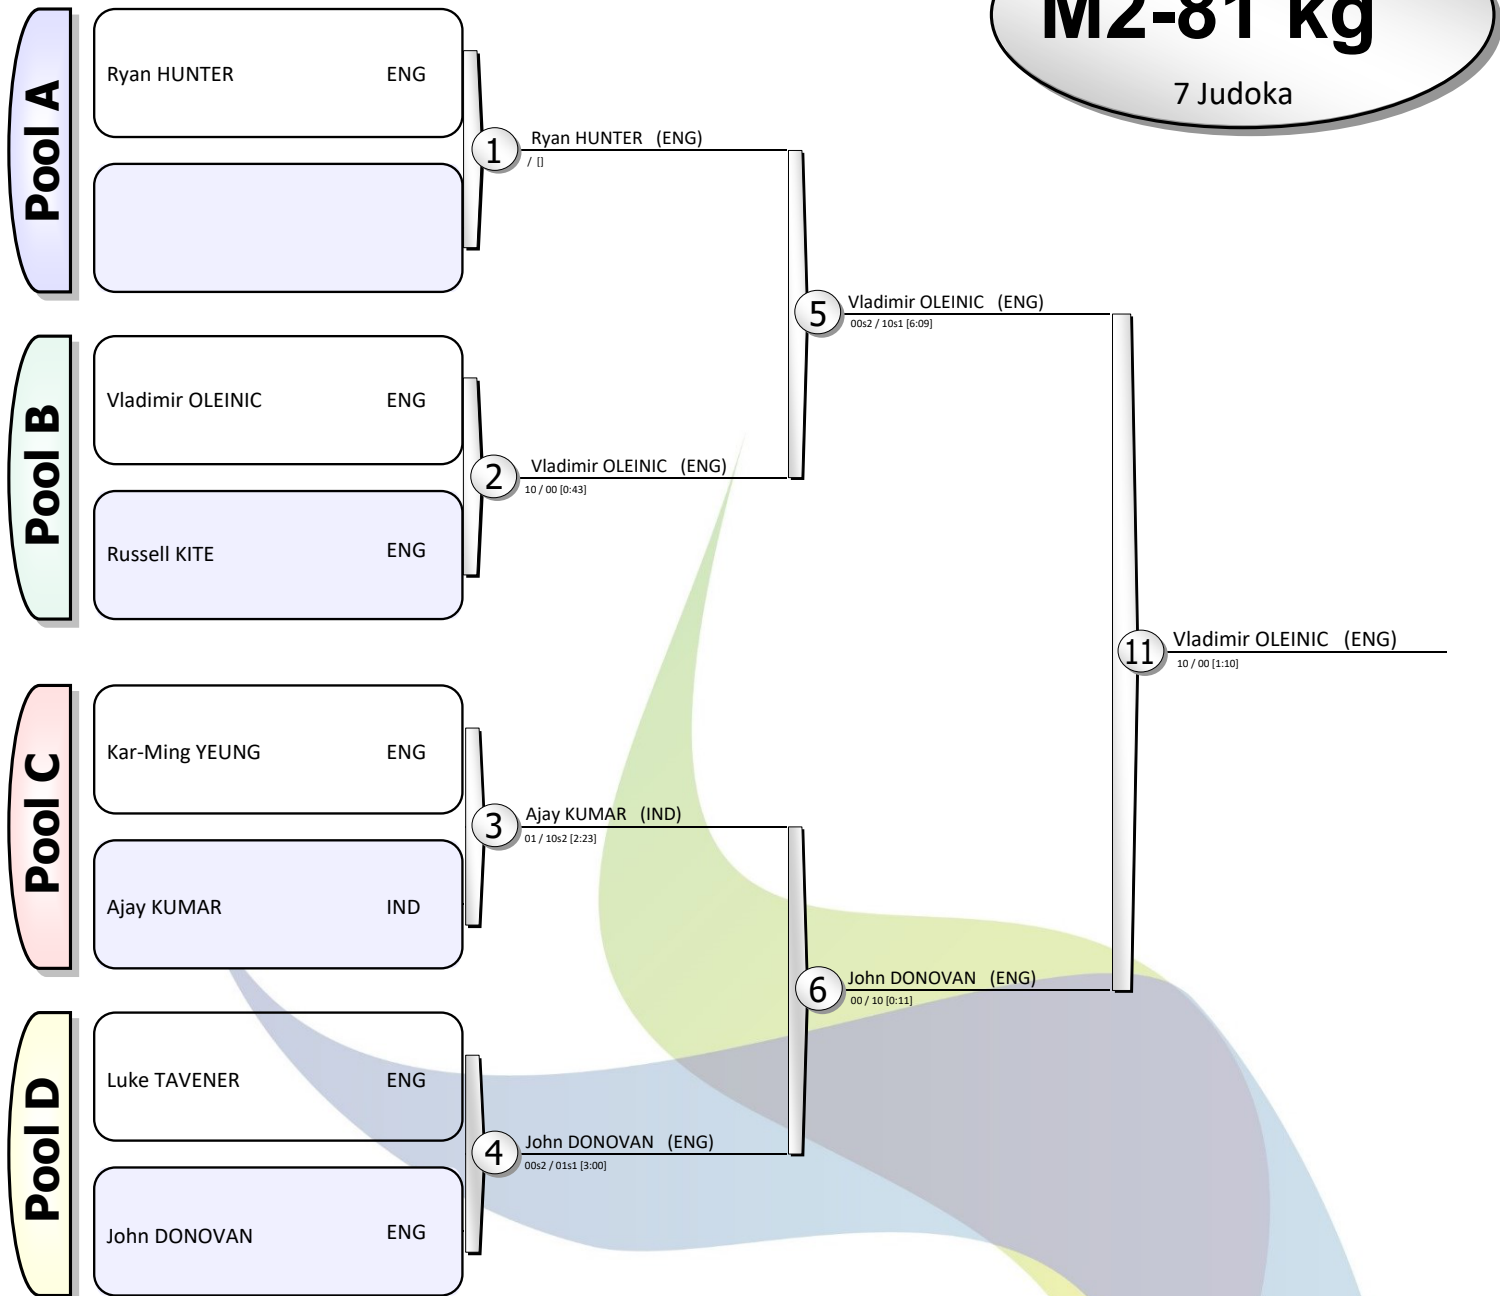 M2-81 kg
7 Judoka
Pool A
Ryan HUNTER ENG
1 Ryan HUNTER (ENG)
/ []
5 Vladimir OLEINIC (ENG)
00s2 / 10s1 [6:09]
Pool B
Vladimir OLEINIC ENG
2 Vladimir OLEINIC (ENG)
10 / 00 [0:43]
Russell KITE ENG
11 Vladimir OLEINIC (ENG)
10 / 00 [1:10]
Pool C
Kar-Ming YEUNG ENG
3 Ajay KUMAR (IND)
01 / 10s2 [2:23]
Ajay KUMAR IND
6 John DONOVAN (ENG)
00 / 10 [0:11]
Pool D
Luke TAVENER ENG
4 John DONOVAN (ENG)
00s2 / 01s1 [3:00]
John DONOVAN ENG